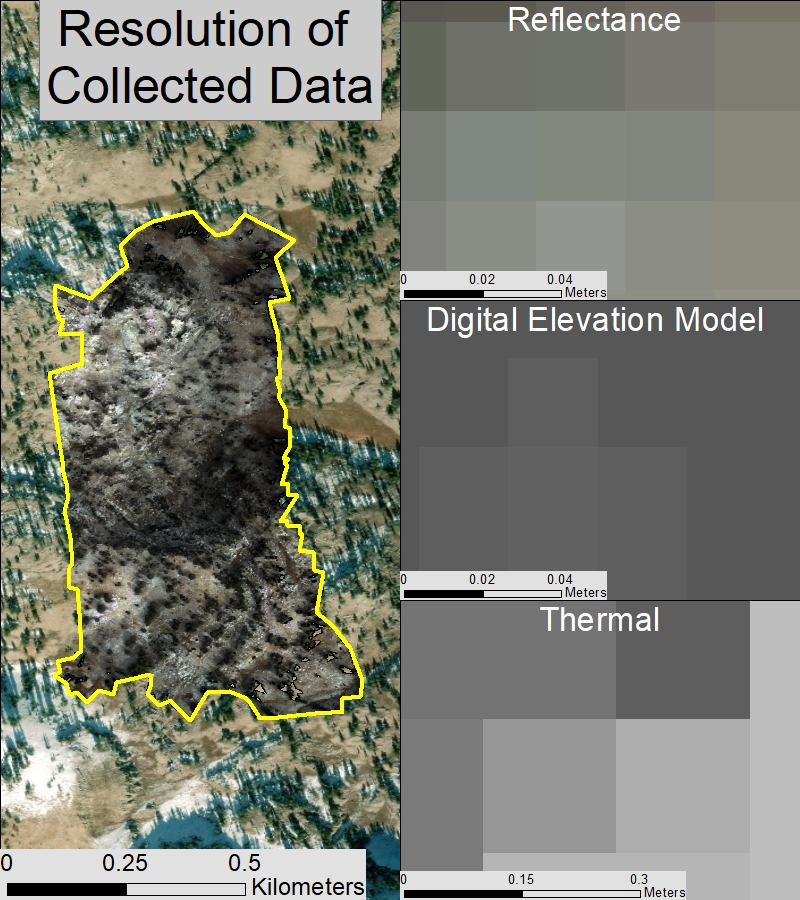 Resolution of
Collected Data
0 0.25 0.5
Kilometers
Reflectance
0 0.02 0.04
Meters
Digital Elevation Model
0 0.02 0.04
Meters
Thermal
0 0.15 0.3
Meters